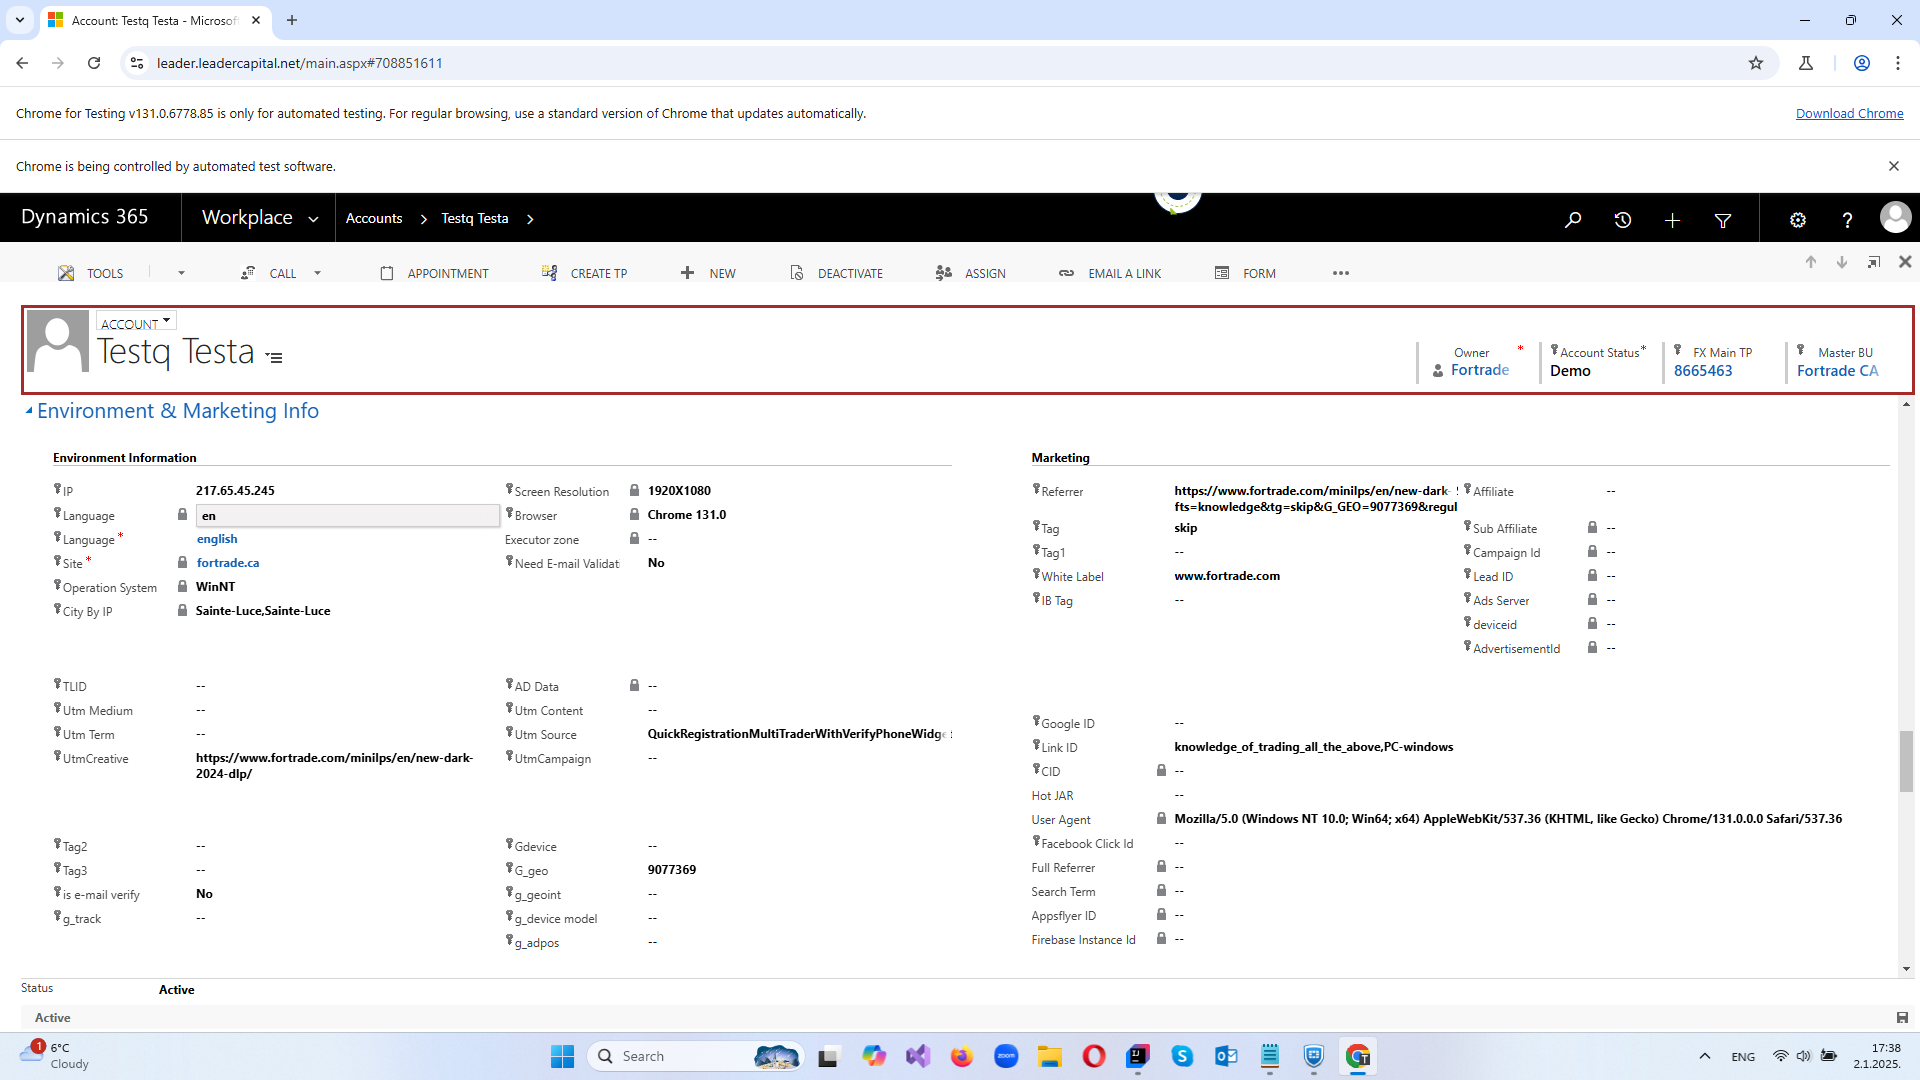 Account: Testq Testa - Microsof
leader.leadercapital.net/main.aspx#708851611
Chrome for Testing v131.0.6778.85 is only for automated testing. For regular browsing, use a standard version of Chrome that updates automatically.
Download Chrome
Chrome is being controlled by automated test software.
Dynamics 365
Workplace
Accounts
Testq Testa
TOOLS
CALL
APPOINTMENT
CREATE TP
NEW
DEACTIVATE
ASSIGN
EMAIL A LINK
FORM
ACCOUNT
Testq Testa
Owner *
Fortrade
Account Status *
Demo
FX Main TP
8665463
Master BU
Fortrade CA
Environment & Marketing Info
Environment Information
IP 217.65.45.245
Language en
Language * english
Site * fortrade.ca
Operation System WinNT
City By IP Sainte-Luce,Sainte-Luce
Screen Resolution 1920X1080
Browser Chrome 131.0
Executor zone --
Need E-mail Validat No
TLID --
Utm Medium --
Utm Term --
UtmCreative https://www.fortrade.com/minilps/en/new-dark-
2024-dlp/
AD Data --
Utm Content --
Utm Source QuickRegistrationMultiTraderWithVerifyPhoneWidge
UtmCampaign --
Tag2 --
Tag3 --
is e-mail verify No
g_track --
Gdevice --
G_geo 9077369
g_geoint --
g_device model --
g_adpos --
Marketing
Referrer https://www.fortrade.com/minilps/en/new-dark-
fts=knowledge&tg=skip&G_GEO=9077369&regul
Tag skip
Tag1 --
White Label www.fortrade.com
IB Tag --
Affiliate --
Sub Affiliate --
Campaign Id --
Lead ID --
Ads Server --
deviceid --
AdvertisementId --
Google ID --
Link ID knowledge_of_trading_all_the_above,PC-windows
CID --
Hot JAR --
User Agent Mozilla/5.0 (Windows NT 10.0; Win64; x64) AppleWebKit/537.36 (KHTML, like Gecko) Chrome/131.0.0.0 Safari/537.36
Facebook Click Id --
Full Referrer --
Search Term --
Appsflyer ID --
Firebase Instance Id --
Status Active
Active
1
6°C
Cloudy
Search
zoom
ENG
17:38
2.1.2025.